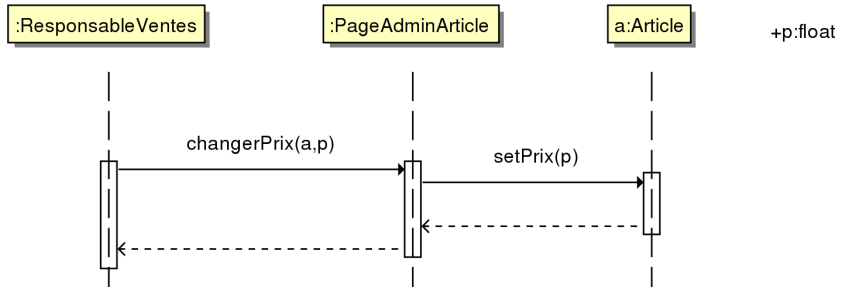 :ResponsableVentes
:PageAdminArticle
a:Article
+p:float
changerPrix(a,p)
setPrix(p)